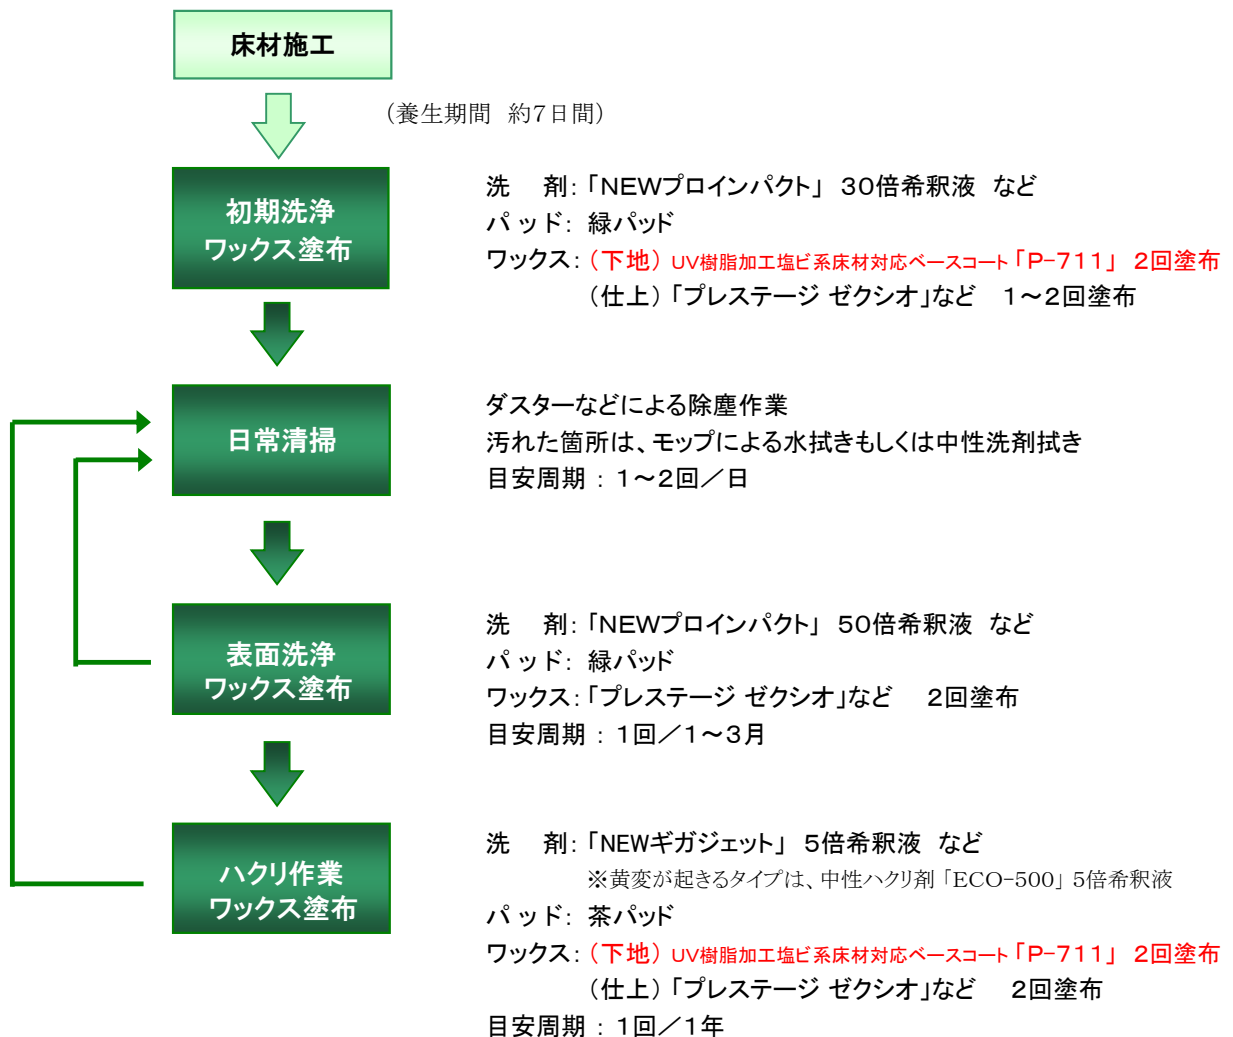 床材施工
（養生期間　約7日間）
初期洗浄
ワックス塗布
洗　剤：「NEWプロインパクト」　30倍希釈液　など
パッド：　緑パッド
ワックス：（下地）UV樹脂加工塩ビ系床材対応ベースコート「P-711」　2回塗布
（仕上）「プレステージ ゼクシオ」など　1～2回塗布
日常清掃
ダスターなどによる除塵作業
汚れた箇所は、モップによる水拭きもしくは中性洗剤拭き
目安周期：1～2回／日
表面洗浄
ワックス塗布
洗　剤：「NEWプロインパクト」　50倍希釈液　など
パッド：　緑パッド
ワックス：「プレステージ ゼクシオ」など　2回塗布
目安周期：1回／1～3月
ハクリ作業
ワックス塗布
洗　剤：「NEWギガジェット」　5倍希釈液　など
※黄変が起きるタイプは、中性ハクリ剤「ECO-500」5倍希釈液
パッド：　茶パッド
ワックス：（下地）UV樹脂加工塩ビ系床材対応ベースコート「P-711」　2回塗布
（仕上）「プレステージ ゼクシオ」など　2回塗布
目安周期：1回／1年